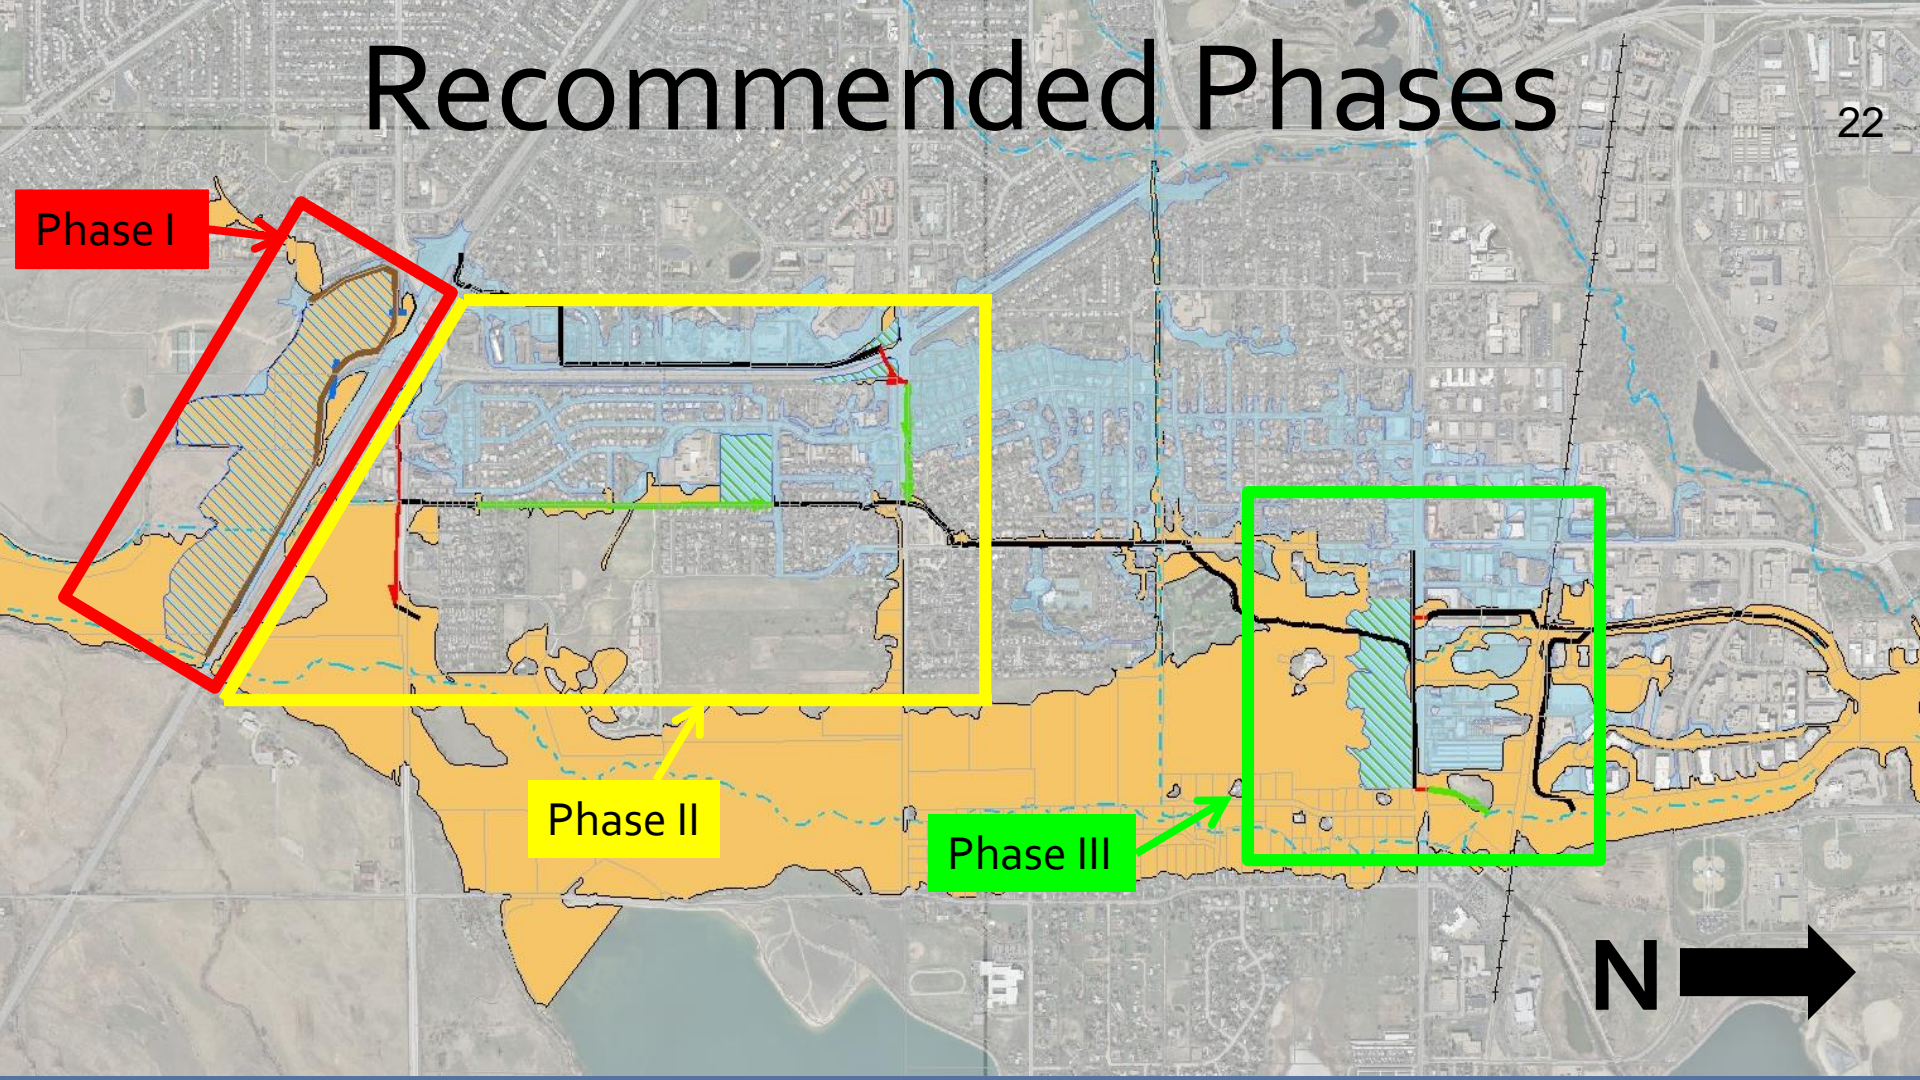 Recommended Phases
22
Phase I
Phase II
Phase III
N